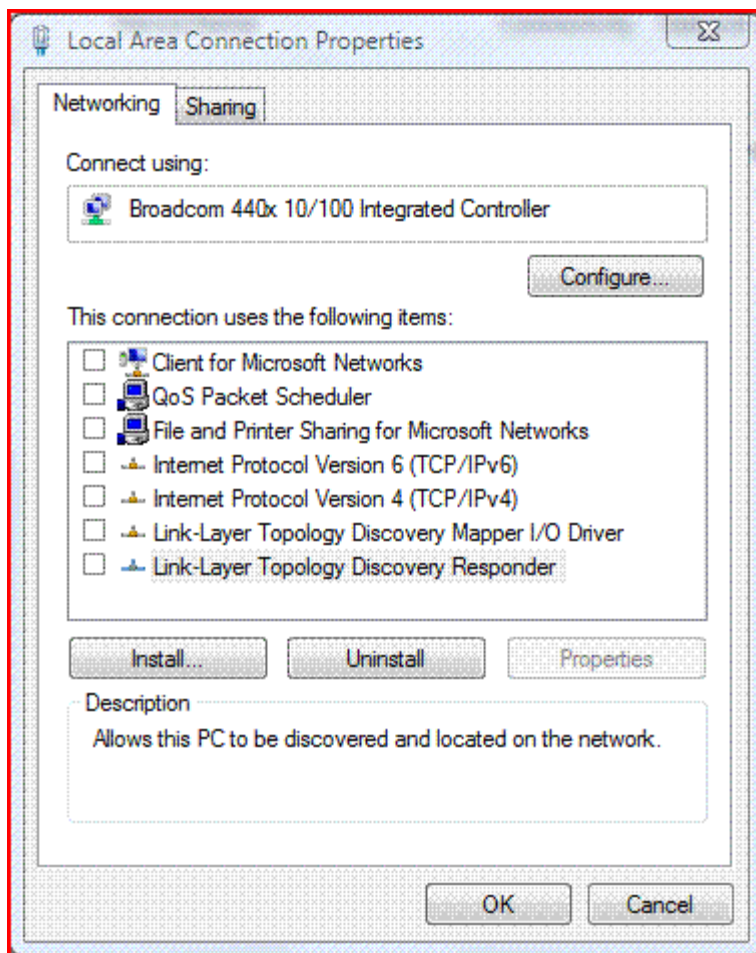 Local Area Connection Properties
Networking
Sharing
Connect using:
Broadcom 440x 10/100 Integrated Controller
Configure...
This connection uses the following items:
Client for Microsoft Networks
QoS Packet Scheduler
File and Printer Sharing for Microsoft Networks
Internet Protocol Version 6 (TCP/IPv6)
Internet Protocol Version 4 (TCP/IPv4)
Link-Layer Topology Discovery Mapper I/O Driver
Link-Layer Topology Discovery Responder
Install...
Uninstall
Properties
Description
Allows this PC to be discovered and located on the network.
OK
Cancel